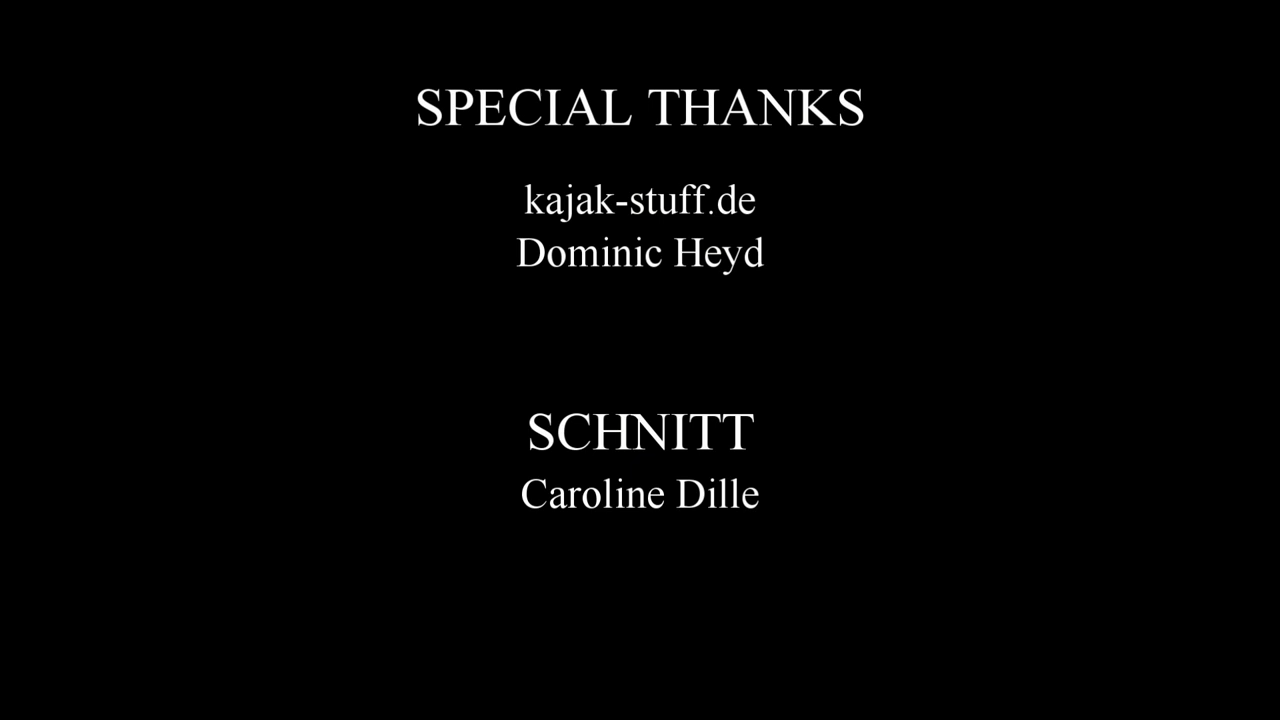 SPECIAL THANKS
kajak-stuff.de
Dominic Heyd
SCHNITT
Caroline Dille